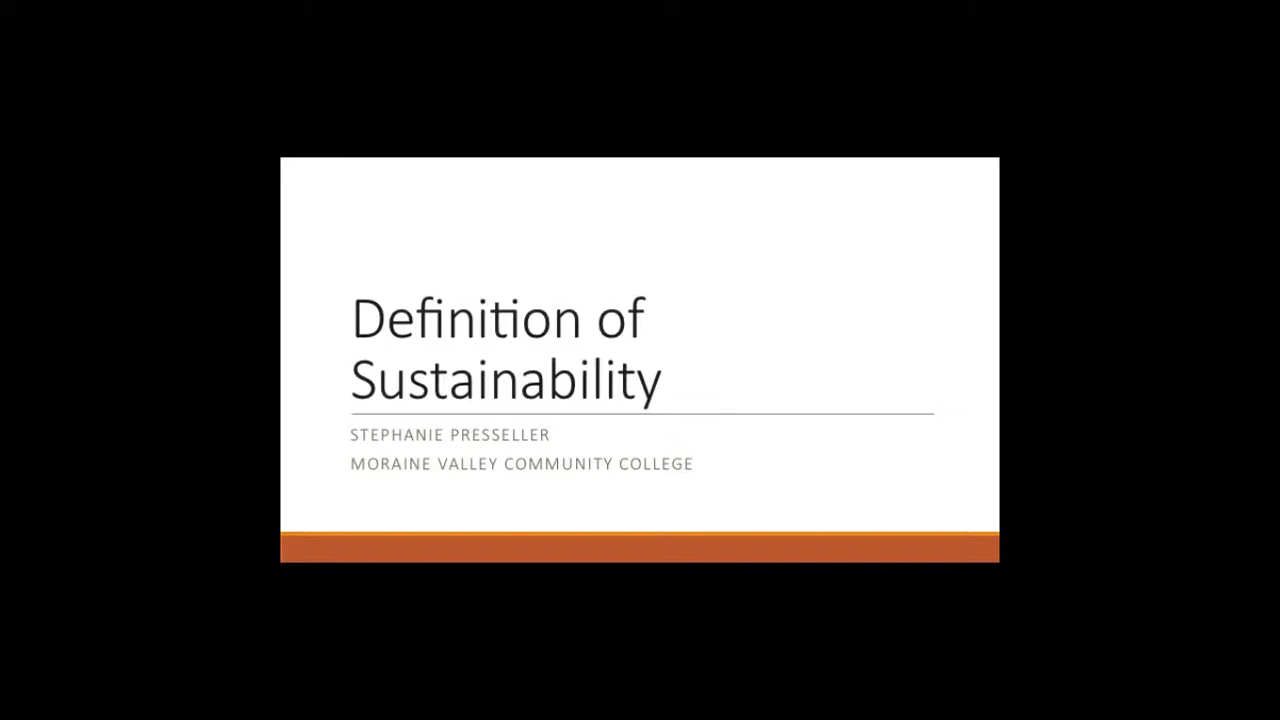 Definition of
Sustainability
STEPHANIE PRESSELLER
MORAINE VALLEY COMMUNITY COLLEGE